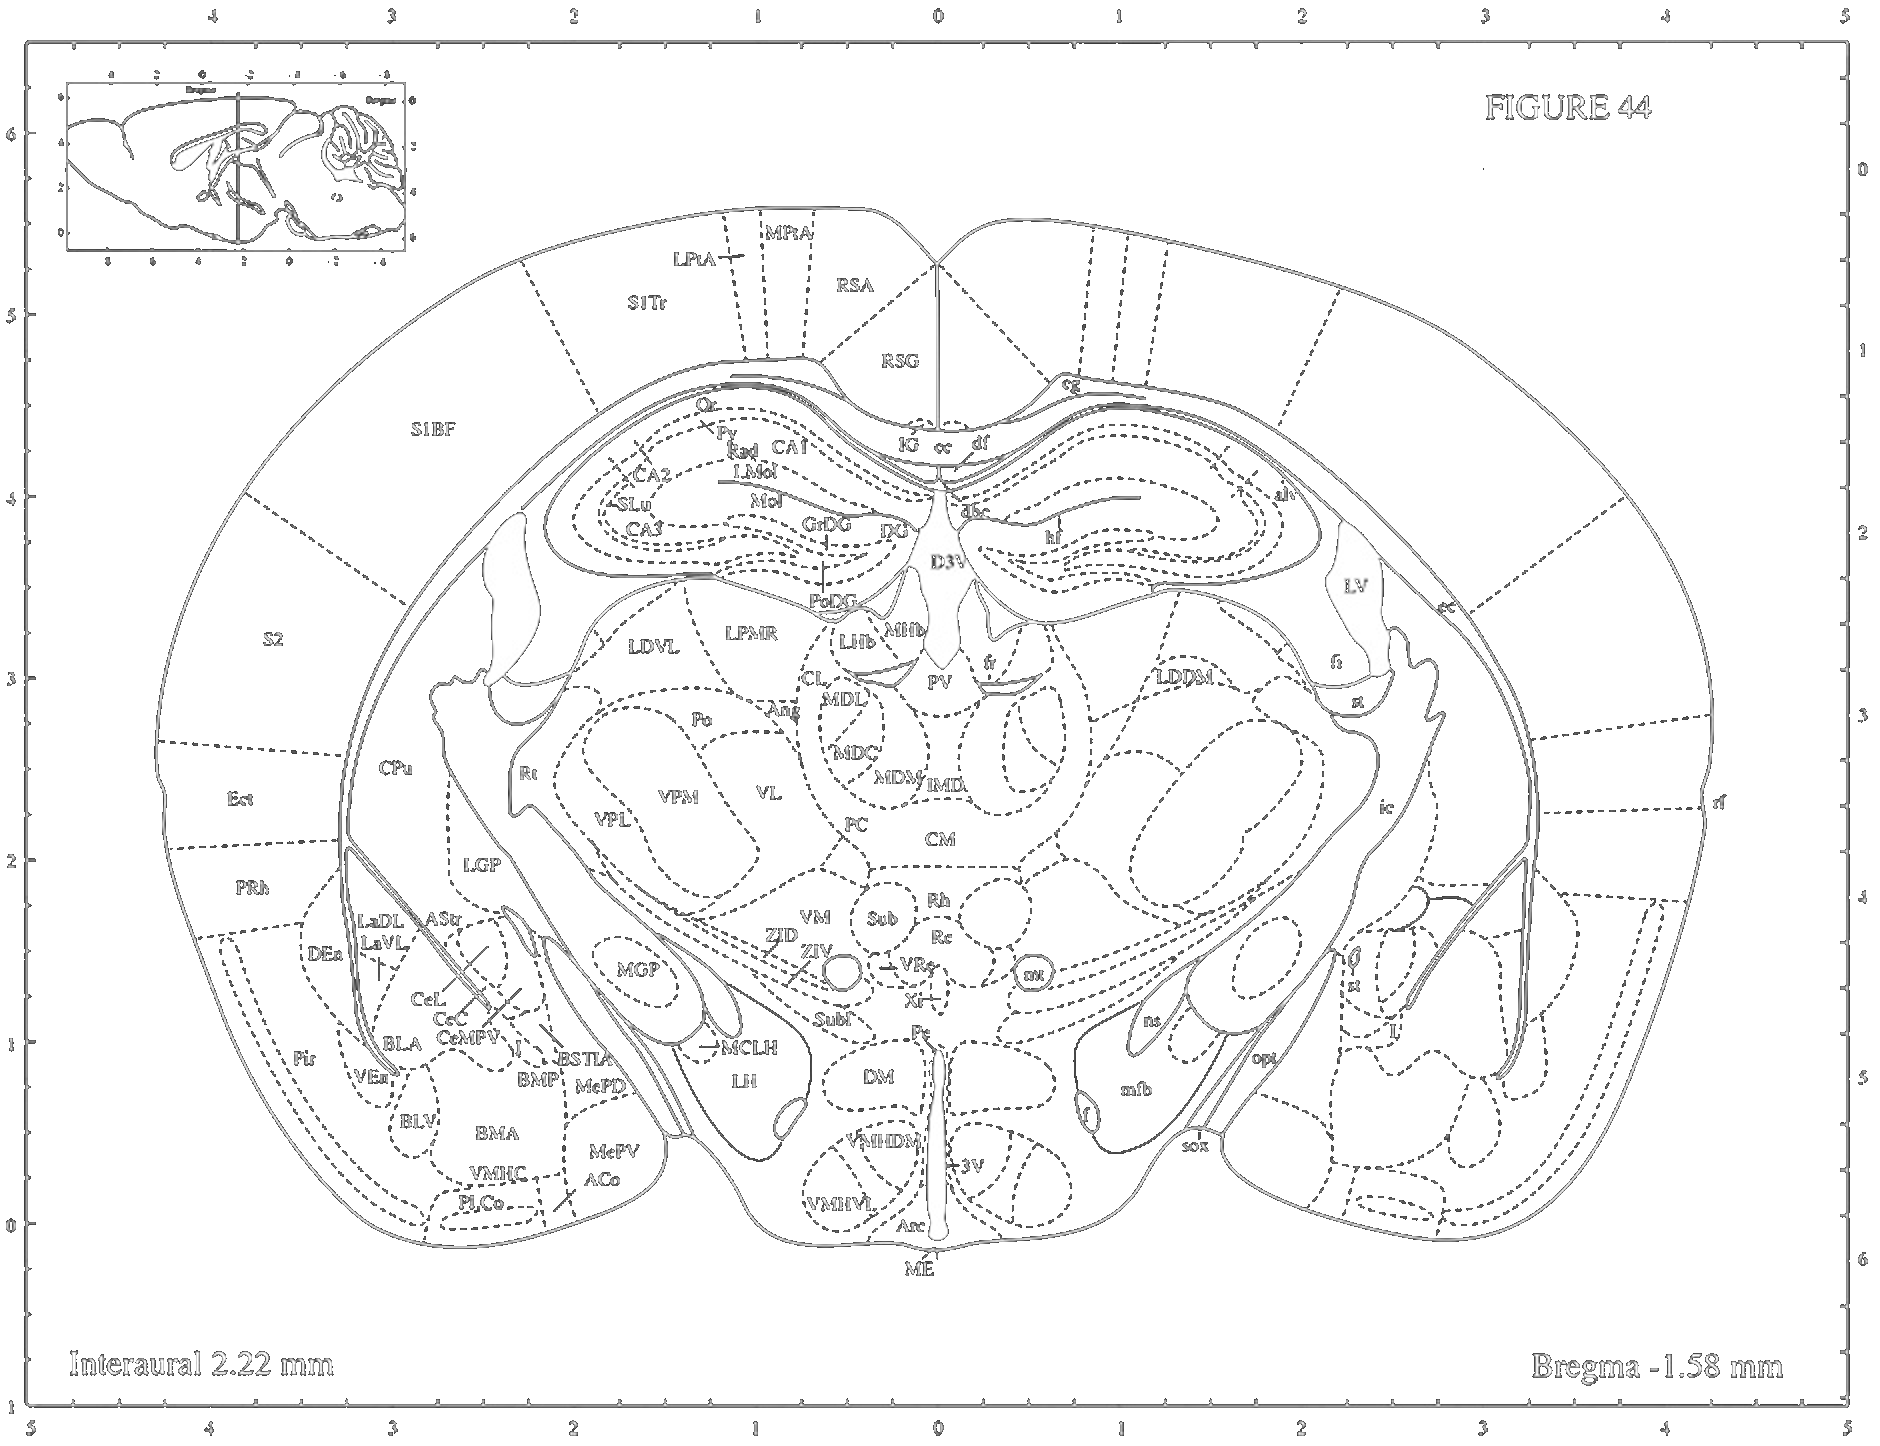 5 4 3 2 1 0 1 2 3 4 5
FIGURE 44
Bregma
Bregma
6
5
4
3
2
1
0
1
0
1
2
3
4
5
6
MPtA
LPtA
RSA
S1Tr
RSG
cg
Or
S1BF
Py
Rad
CA1
IG
cc
df
CA2
LMol
SLu
Mol
alv
dhc
CA3
GrDG
DG
hf
D3V
LV
PoDG
ec
S2
LDVL
LPMR
LHb
MHb
fr
fi
CL
PV
LDDM
MDL
st
Po
Ang
CPu
Rt
MDC
MDM
IMD
Ect
VPM
VL
ic
rf
VPL
PC
CM
LGP
PRh
LaDL
AStr
VM
Sub
Rh
LaVL
DEn
ZID
ZIV
Re
MGP
VRe
mt
CeL
Xi
st
CeC
SubI
ns
I
CeMPV
Pe
BLA
I
MCLH
Pir
BSTIA
opt
VEn
BMP
MePD
LH
DM
mfb
BLV
f
BMA
VMHDM
MePV
3V
sox
VMHC
ACo
PLCo
VMHVL
Arc
ME
Interaural 2.22 mm
Bregma -1.58 mm
5 4 3 2 1 0 1 2 3 4 5